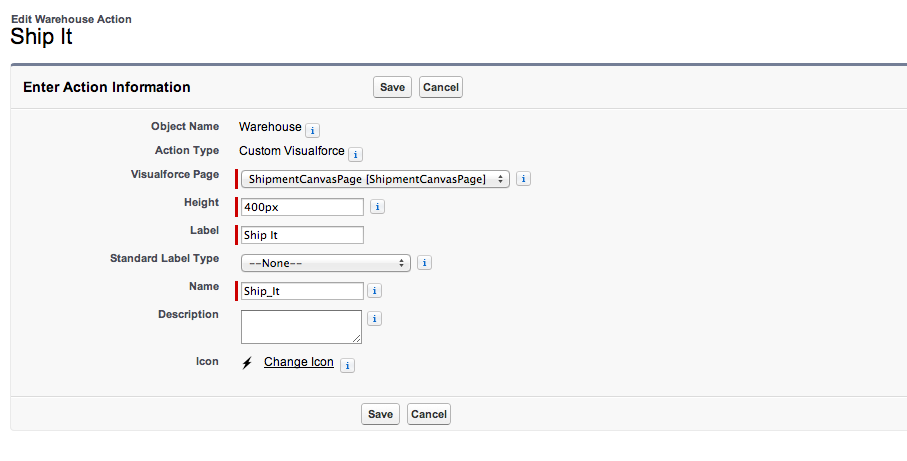 Edit Warehouse Action
Ship It
Enter Action Information Save Cancel
Object Name Warehouse i
Action Type Custom Visualforce i
Visualforce Page ShipmentCanvasPage [ShipmentCanvasPage] i
Height 400px i
Label Ship It
Standard Label Type --None-- i
Name Ship_It i
Description i
Icon Change Icon i
Save Cancel